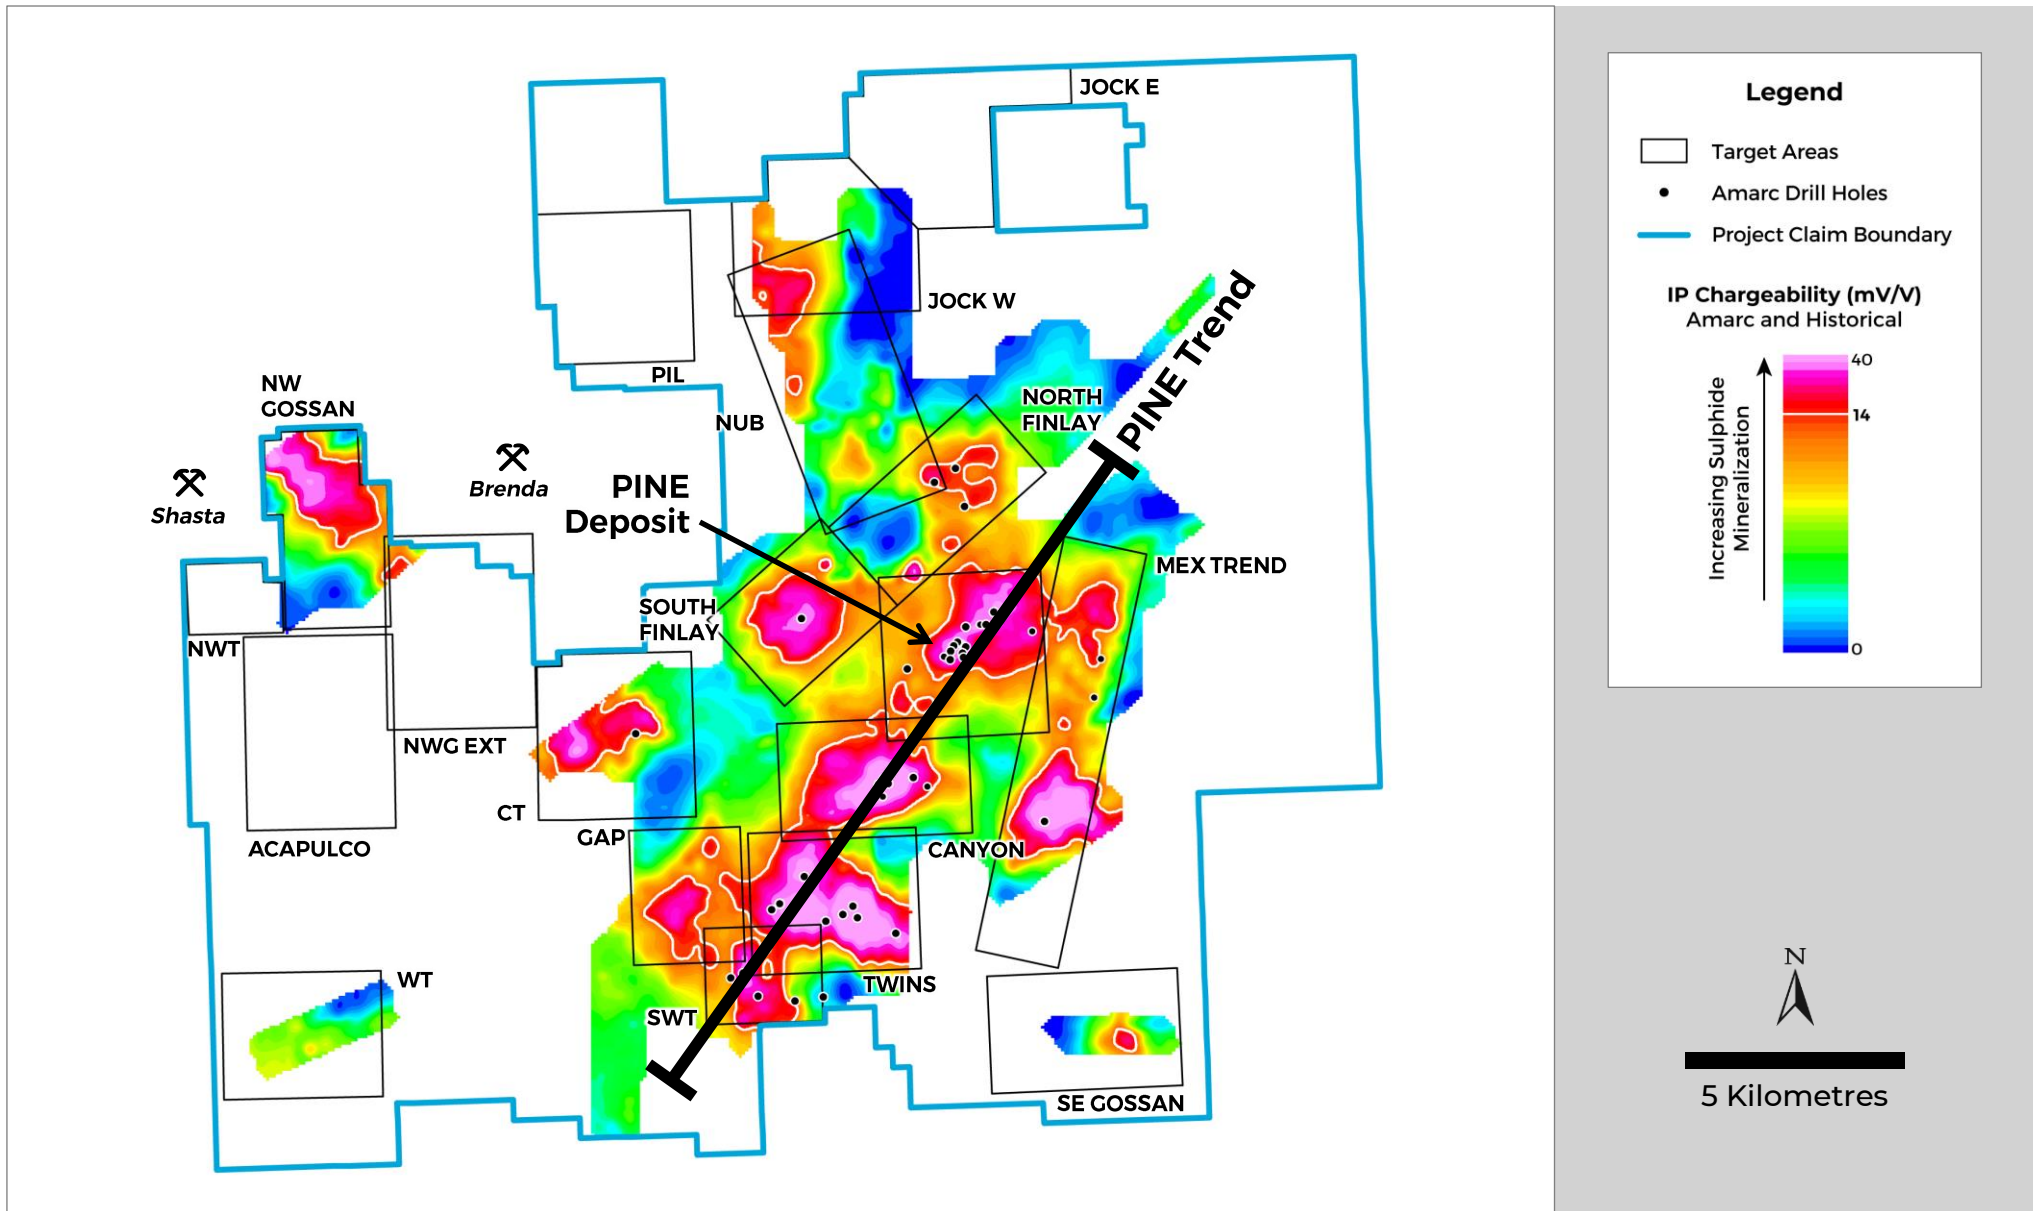 JOCK E
JOCK W
PINE Trend
PIL
NW
GOSSAN
NORTH
FINLAY
NUB
Shasta
Brenda
PINE
Deposit
MEX TREND
SOUTH
FINLAY
NWT
NWG EXT
CT
GAP
ACAPULCO
CANYON
WT
TWINS
SWT
SE GOSSAN
Legend
Target Areas
Amarc Drill Holes
Project Claim Boundary
IP Chargeability (mV/V)
Amarc and Historical
Increasing Sulphide
Mineralization
40
14
0
N
5 Kilometres